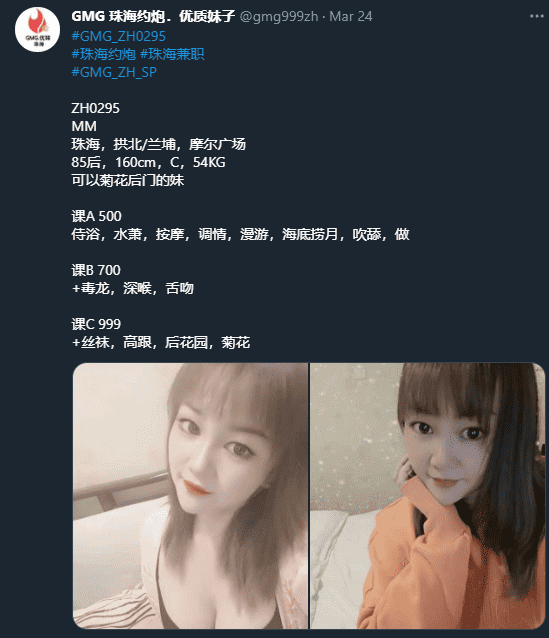 GMG 珠海约炮．优质妹子 @gmg999zh · Mar 24
珠海
#GMG_ZH0295
#珠海约炮 #珠海兼职
#GMG_ZH_SP
ZH0295
MM
珠海，拱北/兰埔，摩尔广场
85后，160cm，C，54KG
可以菊花后门的妹
课A 500
侍浴，水萧，按摩，调情，漫游，海底捞月，吹舔，做
课B 700
+毒龙，深喉，舌吻
课C 999
+丝袜，高跟，后花园，菊花